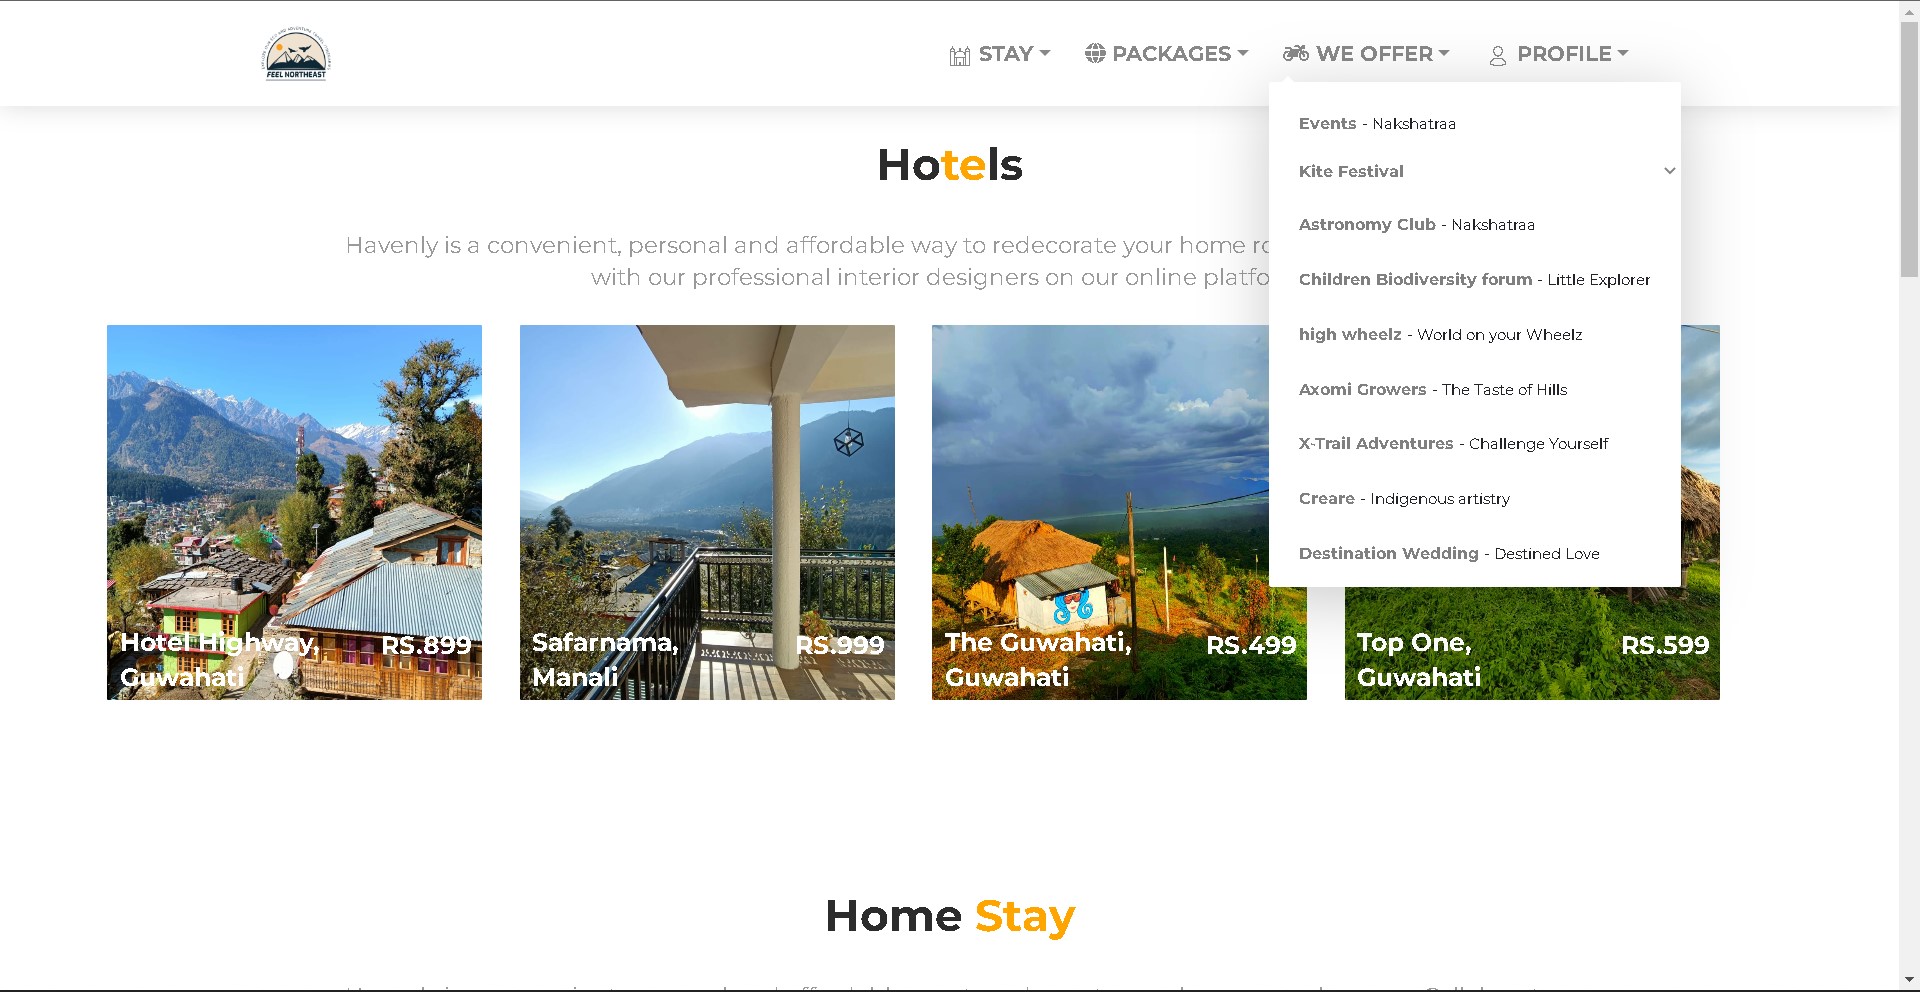 FEEL NORTHEAST
STAY
PACKAGES
WE OFFER
PROFILE
Events - Nakshatraa
Kite Festival
Astronomy Club - Nakshatraa
Children Biodiversity forum - Little Explorer
high wheelz - World on your Wheelz
Axomi Growers - The Taste of Hills
X-Trail Adventures - Challenge Yourself
Creare - Indigenous artistry
Destination Wedding - Destined Love
Hotels
Havenly is a convenient, personal and affordable way to redecorate your home
with our professional interior designers on our online
Hotel Highway,
Guwahati
RS.899
Safarnama,
Manali
RS.999
The Guwahati,
Guwahati
RS.499
Top One,
Guwahati
RS.599
Home Stay